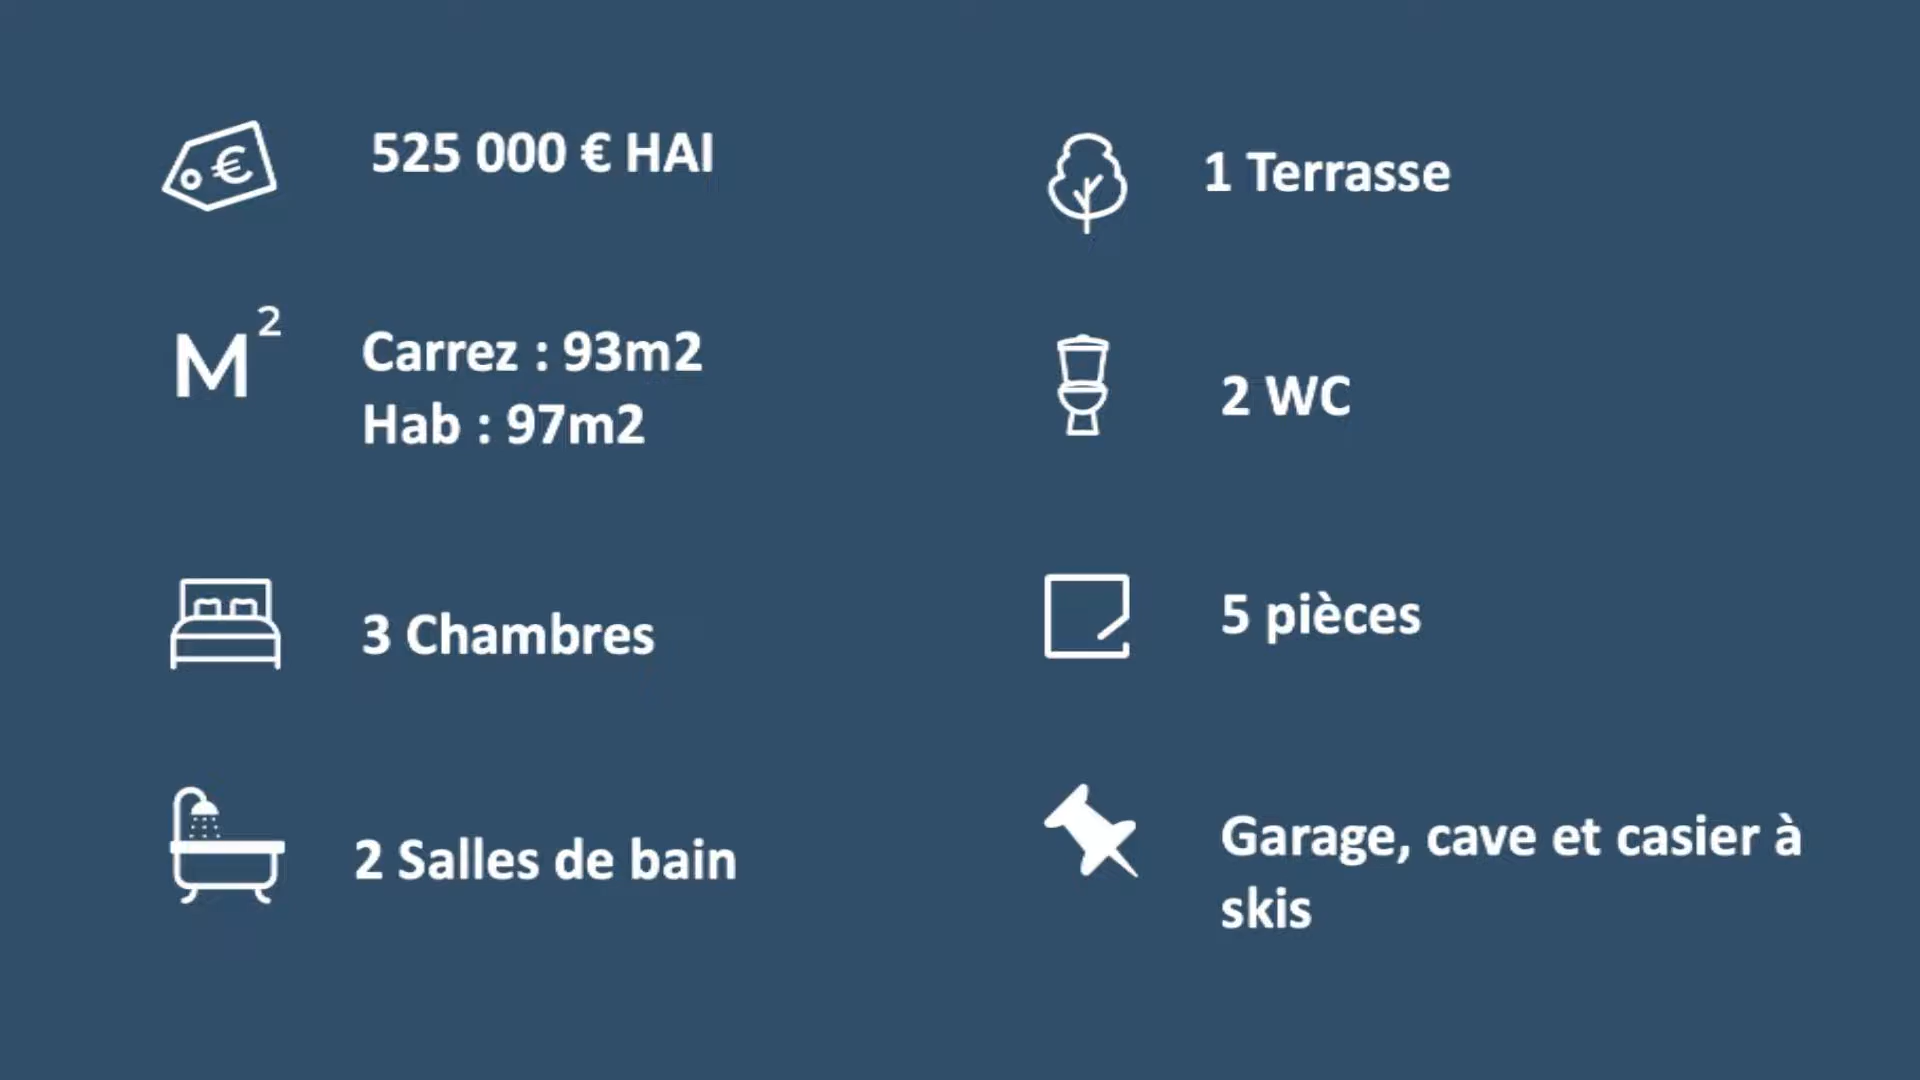 525 000 € HAI
M²
Carrez : 93m2
Hab : 97m2
3 Chambres
2 Salles de bain
1 Terrasse
2 WC
5 pièces
Garage, cave et casier à
skis